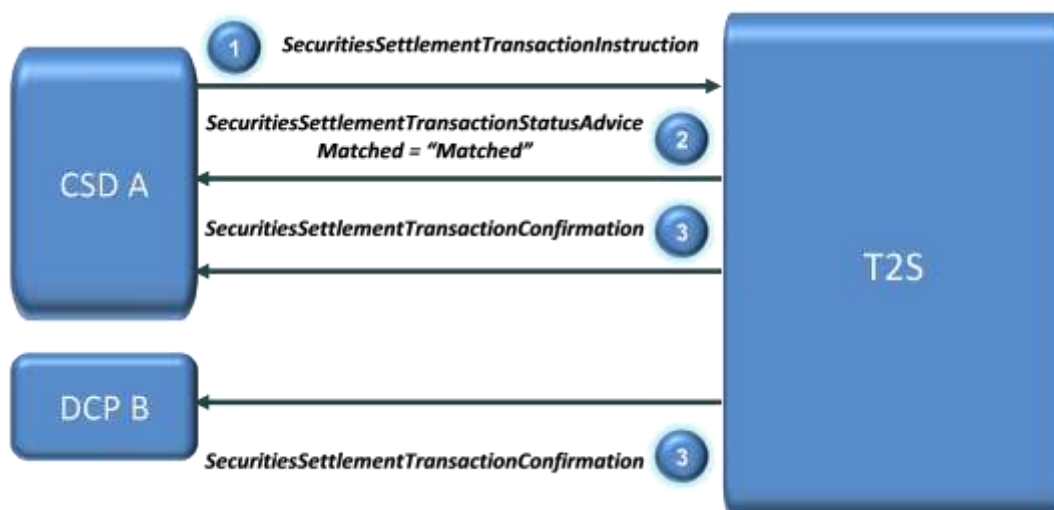 1 SecuritiesSettlementTransactionInstruction
SecuritiesSettlementTransactionStatusAdvice
Matched = “Matched” 2
CSD A
SecuritiesSettlementTransactionConfirmation 3
T2S
DCP B
SecuritiesSettlementTransactionConfirmation 3